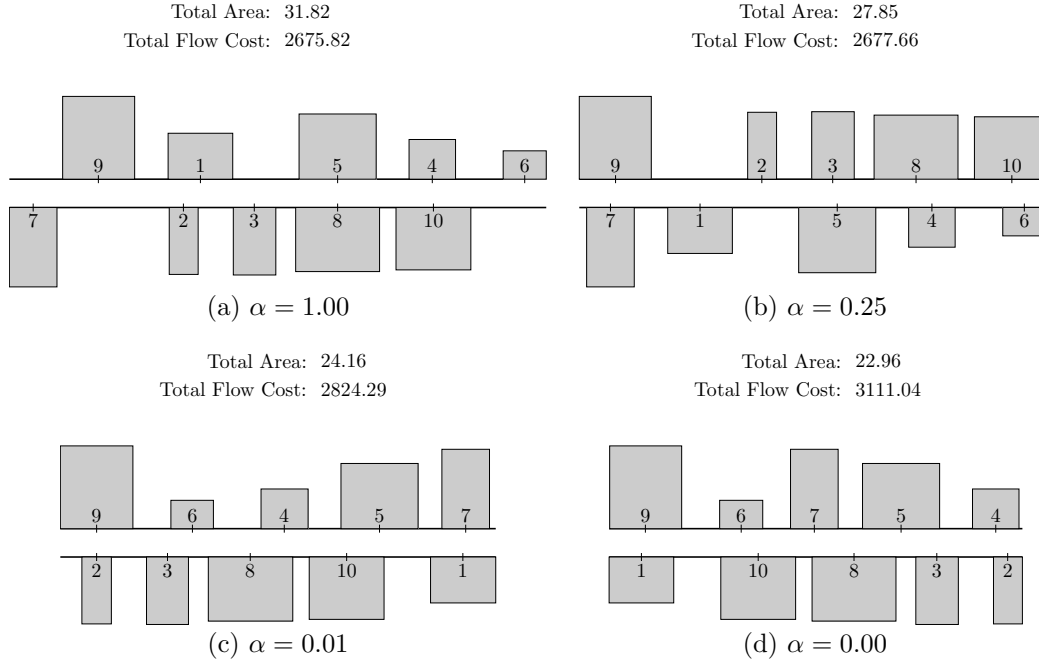 Total Area: 31.82
Total Flow Cost: 2675.82
9 1 5 4 6
7 2 3 8 10
(a) α = 1.00
Total Area: 27.85
Total Flow Cost: 2677.66
9 2 3 8 10
7 1 5 4 6
(b) α = 0.25
Total Area: 24.16
Total Flow Cost: 2824.29
9 6 4 5 7
2 3 8 10 1
(c) α = 0.01
Total Area: 22.96
Total Flow Cost: 3111.04
9 6 7 5 4
1 10 8 3 2
(d) α = 0.00